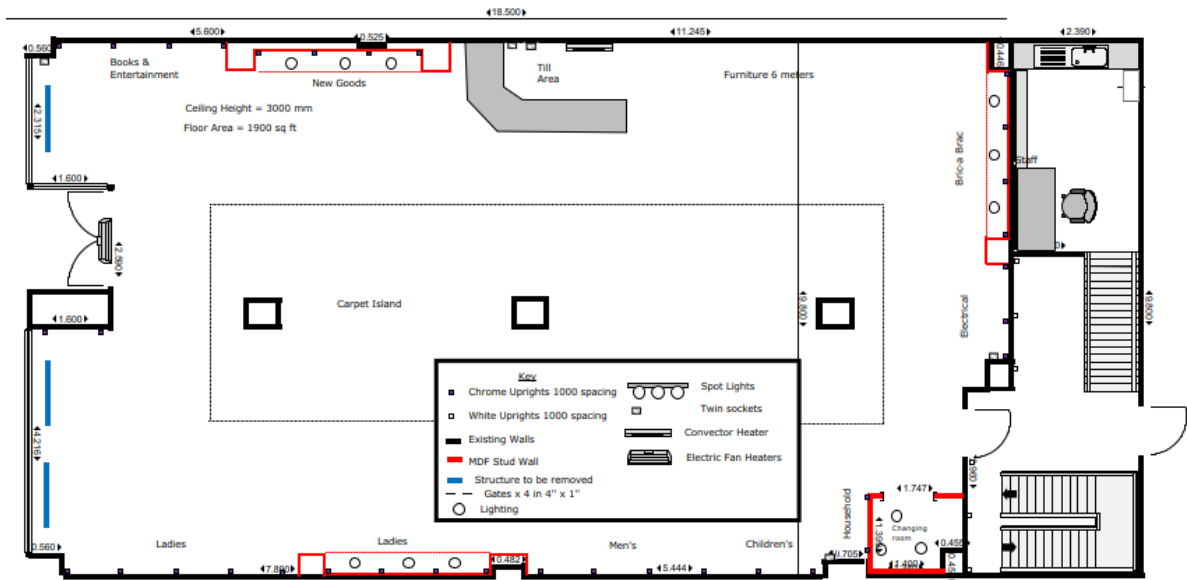 18.500
5.600
0.525
11.245
2.390
0.560
0.446
Books &
Entertainment
New Goods
Till
Area
Furniture 6 meters
Ceiling Height = 3000 mm
Floor Area = 1900 sq ft
2.315
Bric-a Brac
Staff
1.600
2.590
Carpet Island
9.800
Electrical
9.800
1.600
Key
Chrome Uprights 1000 spacing
White Uprights 1000 spacing
Existing Walls
MDF Stud Wall
Structure to be removed
Gates x 4 in 4" x 1"
Lighting
Spot Lights
Twin sockets
Convector Heater
Electric Fan Heaters
4.216
1.747
Household
Changing
room
0.560
Ladies
Ladies
Men's
Children's
0.705
0.455
7.800
0.482
5.444
1.400